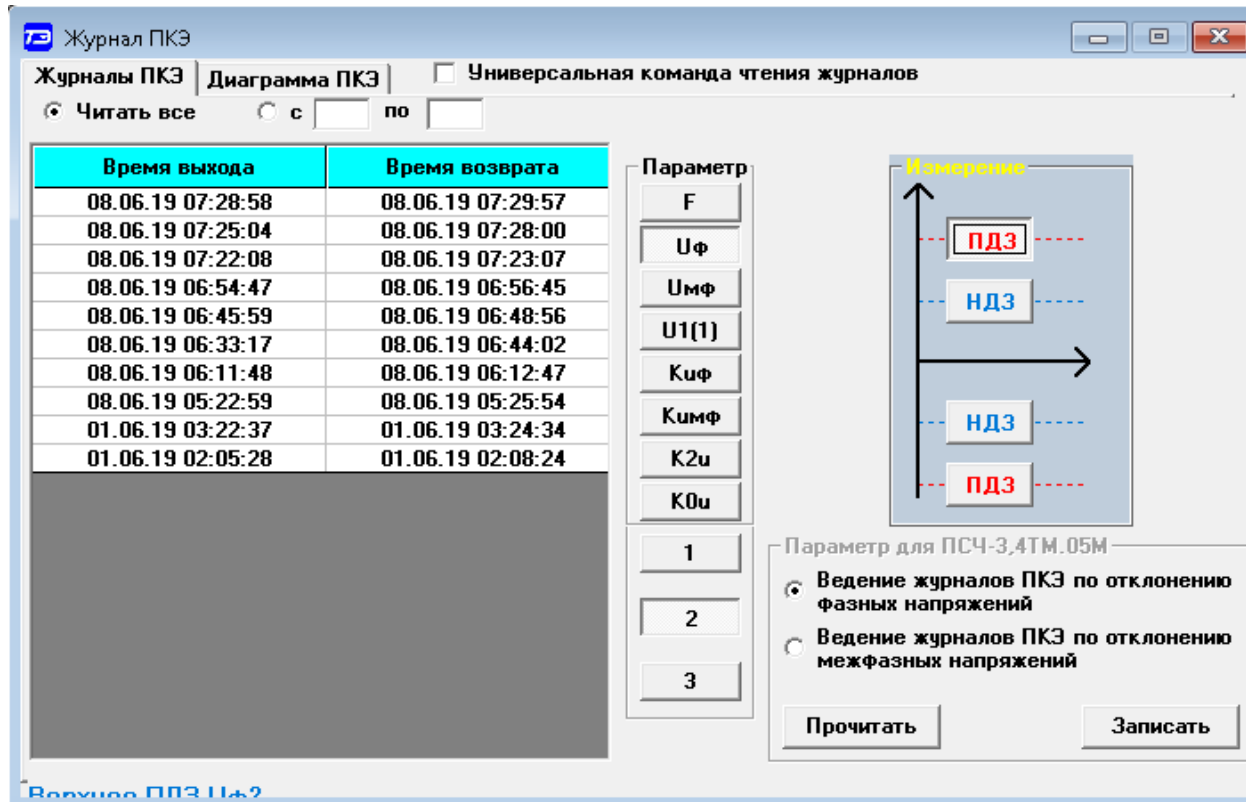 ТЭ Журнал ПКЭ
Журналы ПКЭ Диаграмма ПКЭ Универсальная команда чтения журналов
Читать все с по
Время выхода Время возврата
08.06.19 07:28:58 08.06.19 07:29:57
08.06.19 07:25:04 08.06.19 07:28:00
08.06.19 07:22:08 08.06.19 07:23:07
08.06.19 06:54:47 08.06.19 06:56:45
08.06.19 06:45:59 08.06.19 06:48:56
08.06.19 06:33:17 08.06.19 06:44:02
08.06.19 06:11:48 08.06.19 06:12:47
08.06.19 05:22:59 08.06.19 05:25:54
01.06.19 03:22:37 01.06.19 03:24:34
01.06.19 02:05:28 01.06.19 02:08:24
Параметр
F
Uф
Uмф
U1(1)
Kuф
Kuмф
K2u
K0u
1
2
3
Измерение
ПДЗ
НДЗ
НДЗ
ПДЗ
Параметр для ПСЧ-3,4ТМ.05М
Ведение журналов ПКЭ по отклонению
фазных напряжений
Ведение журналов ПКЭ по отклонению
межфазных напряжений
Прочитать Записать
Верхнее ПДЗ Uф2